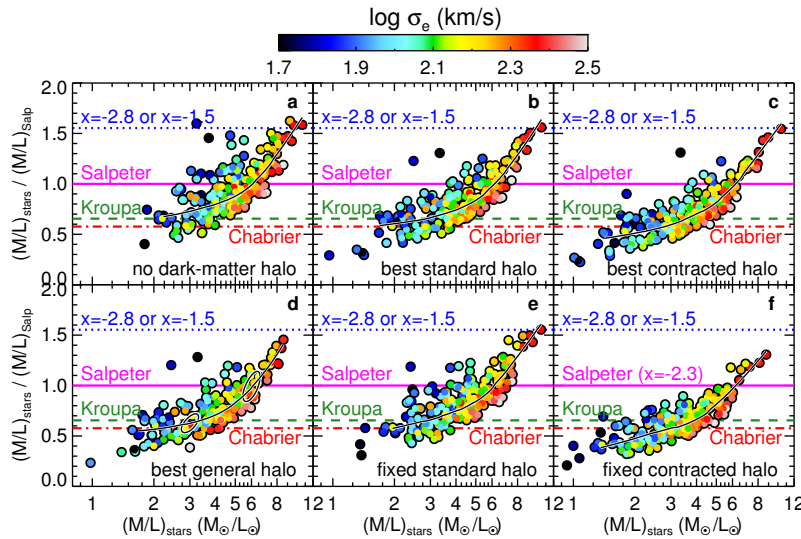 log σe (km/s)
1.7 1.9 2.1 2.3 2.5
(M/L)stars / (M/L)Salp
2.0
1.5
1.0
0.5
0.0
a
x=-2.8 or x=-1.5
Salpeter
Kroupa
Chabrier
no dark-matter halo
b
x=-2.8 or x=-1.5
Salpeter
Kroupa
Chabrier
best standard halo
c
x=-2.8 or x=-1.5
Salpeter
Kroupa
Chabrier
best contracted halo
(M/L)stars / (M/L)Salp
2.0
1.5
1.0
0.5
0.0
d
x=-2.8 or x=-1.5
Salpeter
Kroupa
Chabrier
best general halo
e
x=-2.8 or x=-1.5
Salpeter
Kroupa
Chabrier
fixed standard halo
f
x=-2.8 or x=-1.5
Salpeter (x=-2.3)
Kroupa
Chabrier
fixed contracted halo
1 2 3 4 5 6 8 12
1 2 3 4 5 6 8 12
1 2 3 4 5 6 8 12
(M/L)stars (M⊙/L⊙)
(M/L)stars (M⊙/L⊙)
(M/L)stars (M⊙/L⊙)